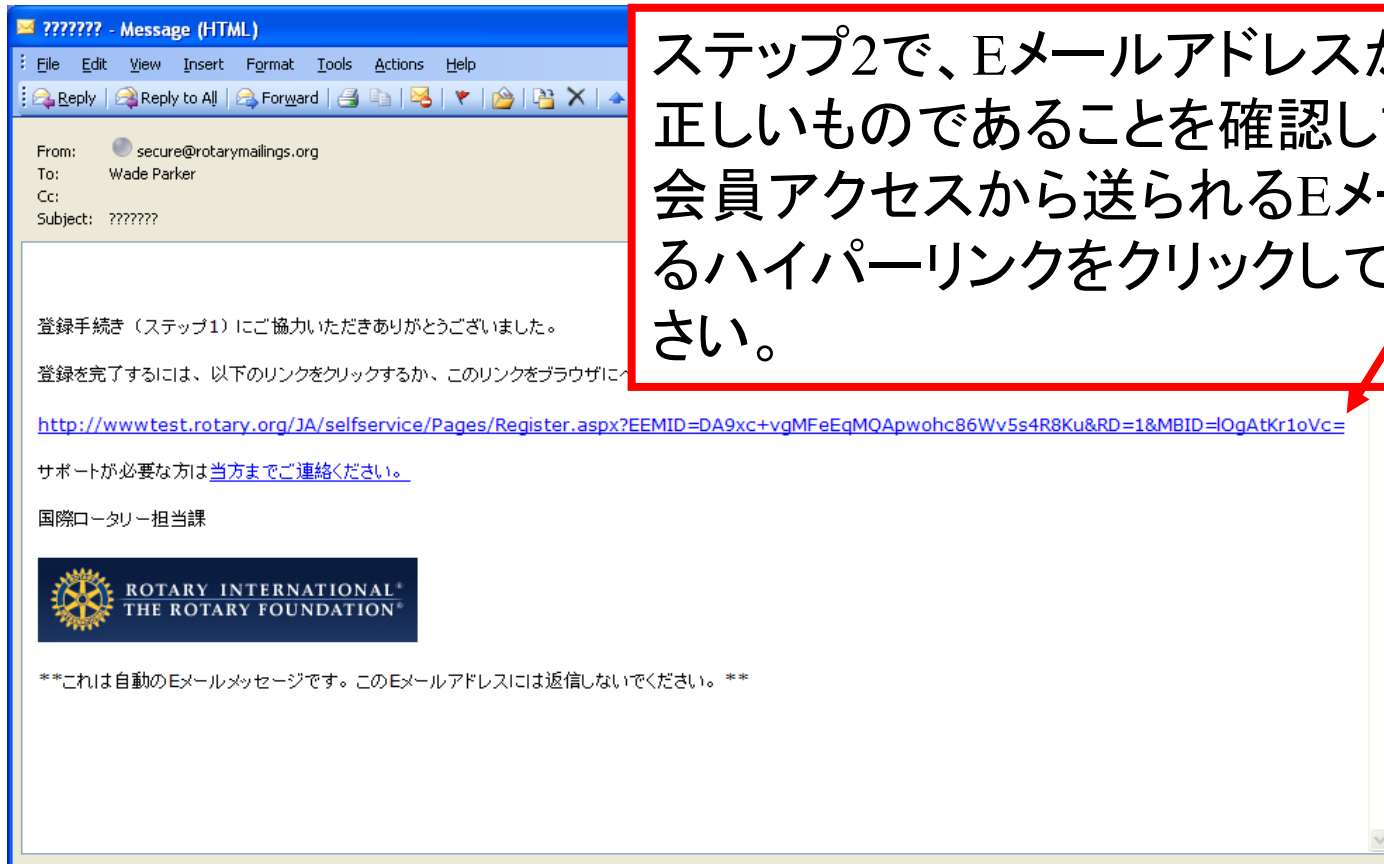 ??????? - Message (HTML)
File Edit View Insert Format Tools Actions Help
Reply Reply to All Forward
From: secure@rotarymailings.org
To: Wade Parker
Cc:
Subject: ???????
ステップ2で、Eメールアドレスが
正しいものであることを確認し
会員アクセスから送られるEメー
るハイパーリンクをクリックして
さい。
登録手続き（ステップ1）にご協力いただきありがとうございました。
登録を完了するには、以下のリンクをクリックするか、このリンクをブラウザに
http://wwwtest.rotary.org/JA/selfservice/Pages/Register.aspx?EEMID=DA9xc+vgMFeEqMQApwohc86Wv5s4R8Ku&RD=1&MBID=lOgAtKr1oVc=
サポートが必要な方は当方までご連絡ください。
国際ロータリー担当課
ROTARY INTERNATIONAL®
THE ROTARY FOUNDATION®
**これは自動のEメールメッセージです。このEメールアドレスには返信しないでください。**